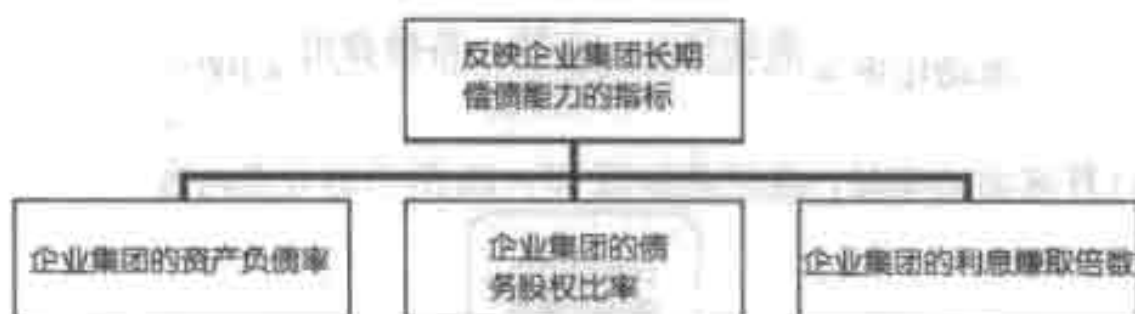 反映企业集团长期
偿债能力的指标
企业集团的资产负债率
企业集团的债
务股权比率
企业集团的利息赚取倍数